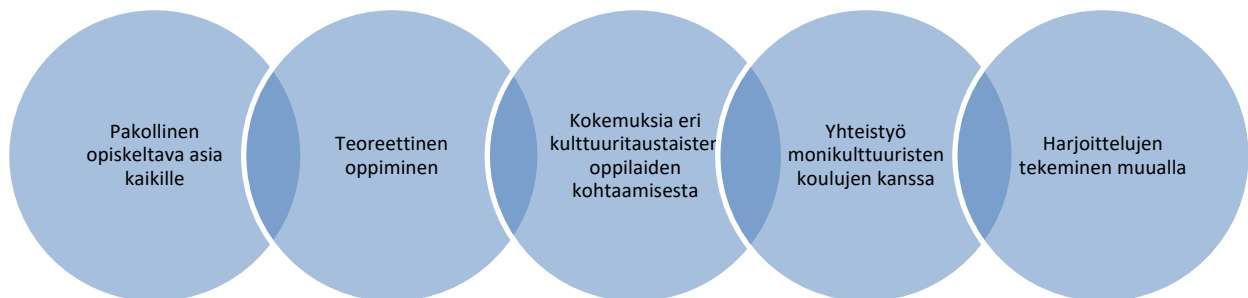 Pakollinen
opiskeltava asia
kaikille
Teoreettinen
oppiminen
Kokemuksia eri
kulttuuritaustaisten
oppilaiden
kohtaamisesta
Yhteistyö
monikulttuuristen
koulujen kanssa
Harjoittelujen
tekeminen muualla